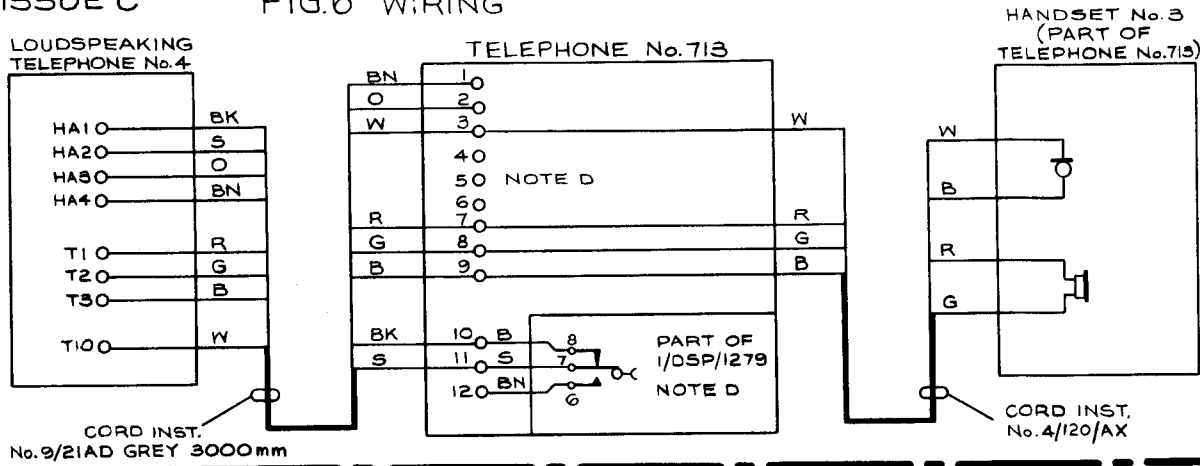 ISSUE C FIG.6 WIRING
LOUDSPEAKING
TELEPHONE No.4
HA1
HA2
HA3
HA4
T1
T2
T3
T10
BK
S
O
BN
R
G
B
W
CORD INST.
No.9/21AD GREY 3000mm
TELEPHONE No.713
BN 1
O 2
W 3 W
4
5 NOTE D
6
R 7 R
G 8 G
B 9 B
BK 10 B 8
S 11 S 7
12 BN 6
PART OF
1/DSP/1279
NOTE D
HANDSET No.3
(PART OF
TELEPHONE No.713)
W
B
R
G
CORD INST.
No.4/120/AX